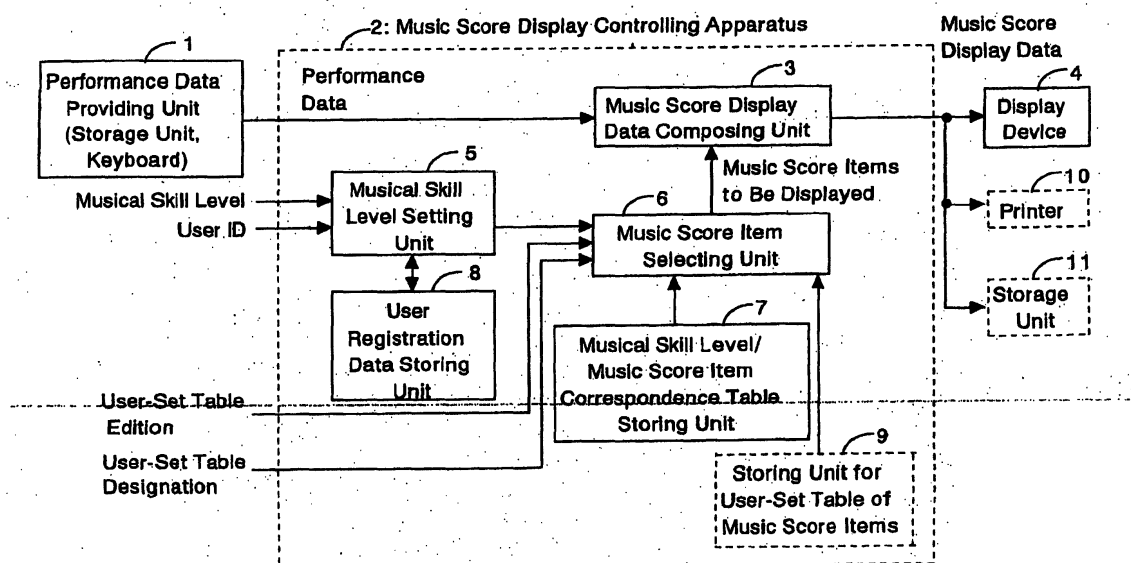 2: Music Score Display Controlling Apparatus
Music Score
Display Data
1
Performance Data
Providing Unit
(Storage Unit,
Keyboard)
Performance
Data
3
Music Score Display
Data Composing Unit
4
Display
Device
Musical Skill Level
User ID
5
Musical Skill
Level Setting
Unit
Music Score Items
to Be Displayed
6
Music Score Item
Selecting Unit
10
Printer
11
Storage
Unit
8
User
Registration
Data Storing
Unit
7
Musical Skill Level/
Music Score Item
Correspondence Table
Storing Unit
User-Set Table
Edition
User-Set Table
Designation
9
Storing Unit for
User-Set Table of
Music Score Items